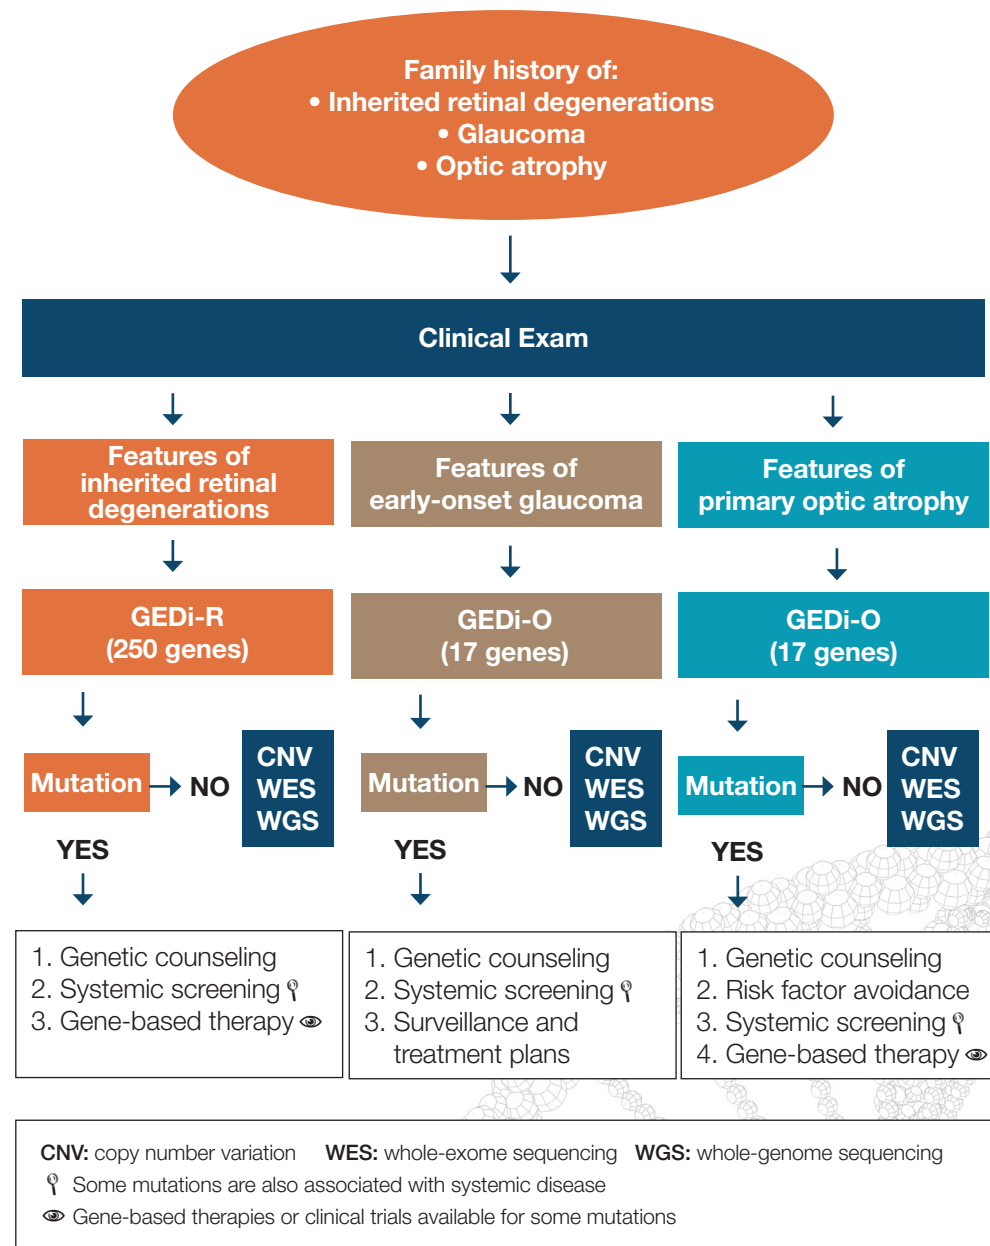 Family history of:
• Inherited retinal degenerations
• Glaucoma
• Optic atrophy
Clinical Exam
Features of
inherited retinal
degenerations
Features of
early-onset glaucoma
Features of
primary optic atrophy
GEDi-R
(250 genes)
GEDi-O
(17 genes)
GEDi-O
(17 genes)
Mutation
NO
CNV
WES
WGS
YES
Mutation
NO
CNV
WES
WGS
YES
Mutation
NO
CNV
WES
WGS
YES
1. Genetic counseling
2. Systemic screening
3. Gene-based therapy
1. Genetic counseling
2. Systemic screening
3. Surveillance and
treatment plans
1. Genetic counseling
2. Risk factor avoidance
3. Systemic screening
4. Gene-based therapy
CNV: copy number variation WES: whole-exome sequencing WGS: whole-genome sequencing
Some mutations are also associated with systemic disease
Gene-based therapies or clinical trials available for some mutations